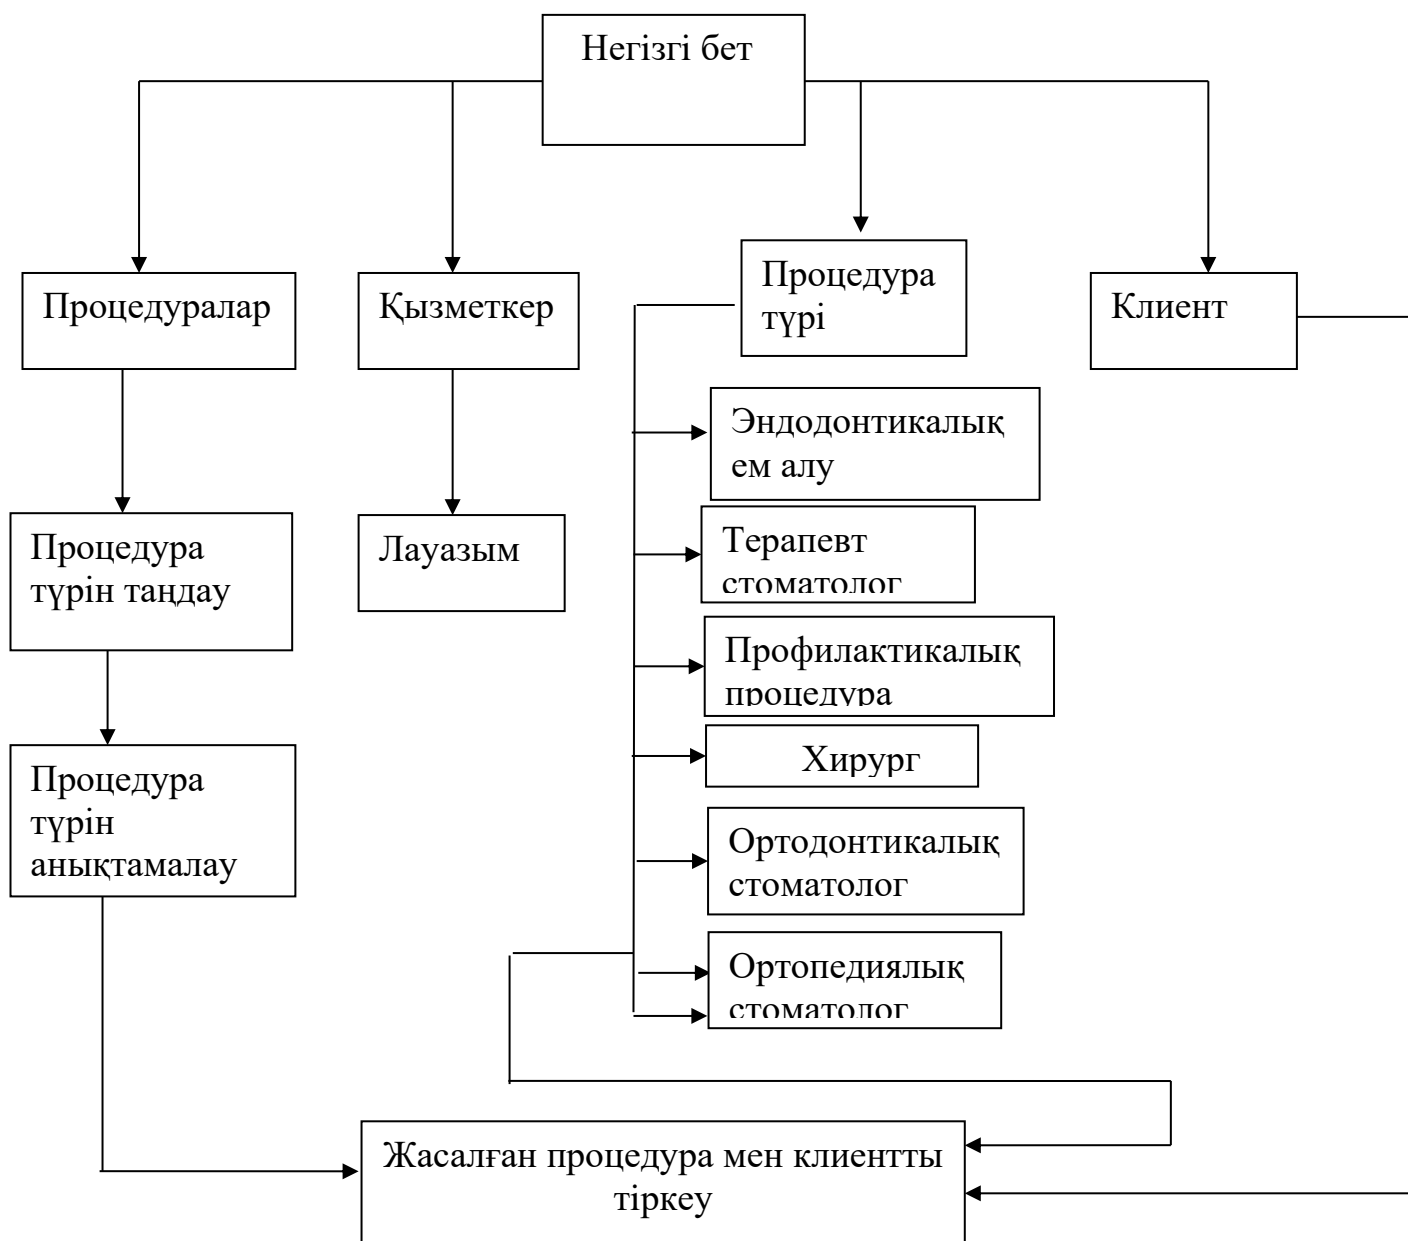 Негізгі бет
Процедуралар
Қызметкер
Процедура
түрі
Клиент
Эндодонтикалық
ем алу
Терапевт
стоматолог
Профилактикалық
процедура
Хирург
Ортодонтикалық
стоматолог
Ортопедиялық
стоматолог
Процедура
түрін таңдау
Лауазым
Процедура
түрін
анықтамалау
Жасалған процедура мен клиентты
тіркеу